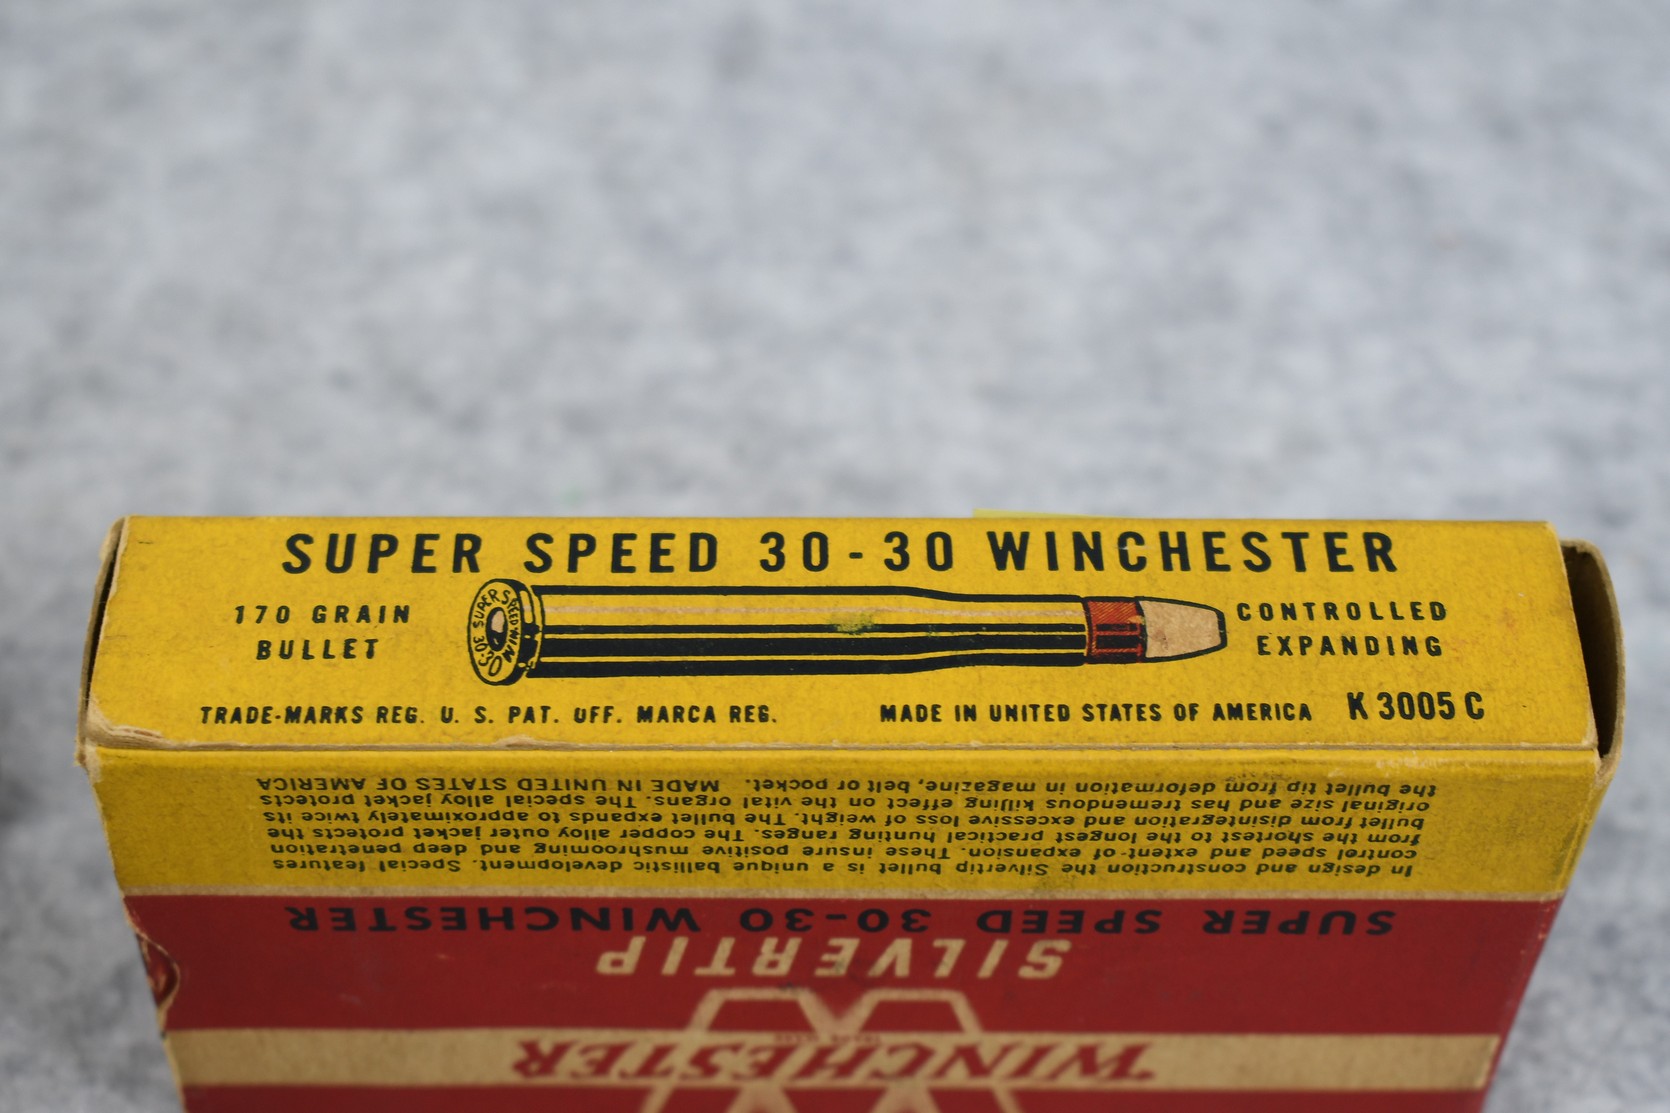 SUPER SPEED 30-30 WINCHESTER
170 GRAIN
BULLET
SUPER SPEED WIN 30-30
CONTROLLED
EXPANDING
TRADE-MARKS REG. U. S. PAT. OFF. MARCA REG.
MADE IN UNITED STATES OF AMERICA
K 3005 C
WINCHESTER
SILVERTIP
SUPER SPEED 30-30 WINCHESTER
In design and construction the Silvertip bullet is a unique ballistic development. Special features
control speed and extent of expansion. These insure positive mushrooming and deep penetration
from the shortest to the longest practical hunting ranges. The copper alloy outer jacket protects the
bullet from disintegration and excessive loss of weight. The bullet expands to approximately twice its
original size and has tremendous killing effect on the vital organs. The special alloy jacket protects
the bullet tip from deformation in magazine, belt or pocket. MADE IN UNITED STATES OF AMERICA